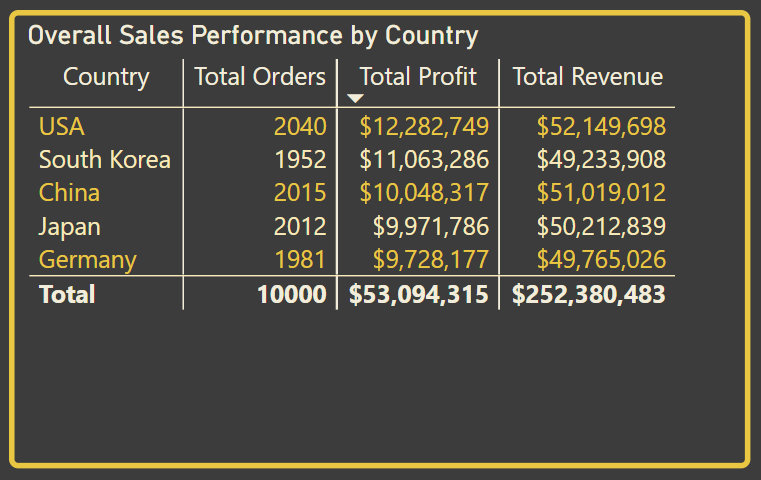 Overall Sales Performance by Country
Country Total Orders Total Profit Total Revenue
USA 2040 $12,282,749 $52,149,698
South Korea 1952 $11,063,286 $49,233,908
China 2015 $10,048,317 $51,019,012
Japan 2012 $9,971,786 $50,212,839
Germany 1981 $9,728,177 $49,765,026
Total 10000 $53,094,315 $252,380,483